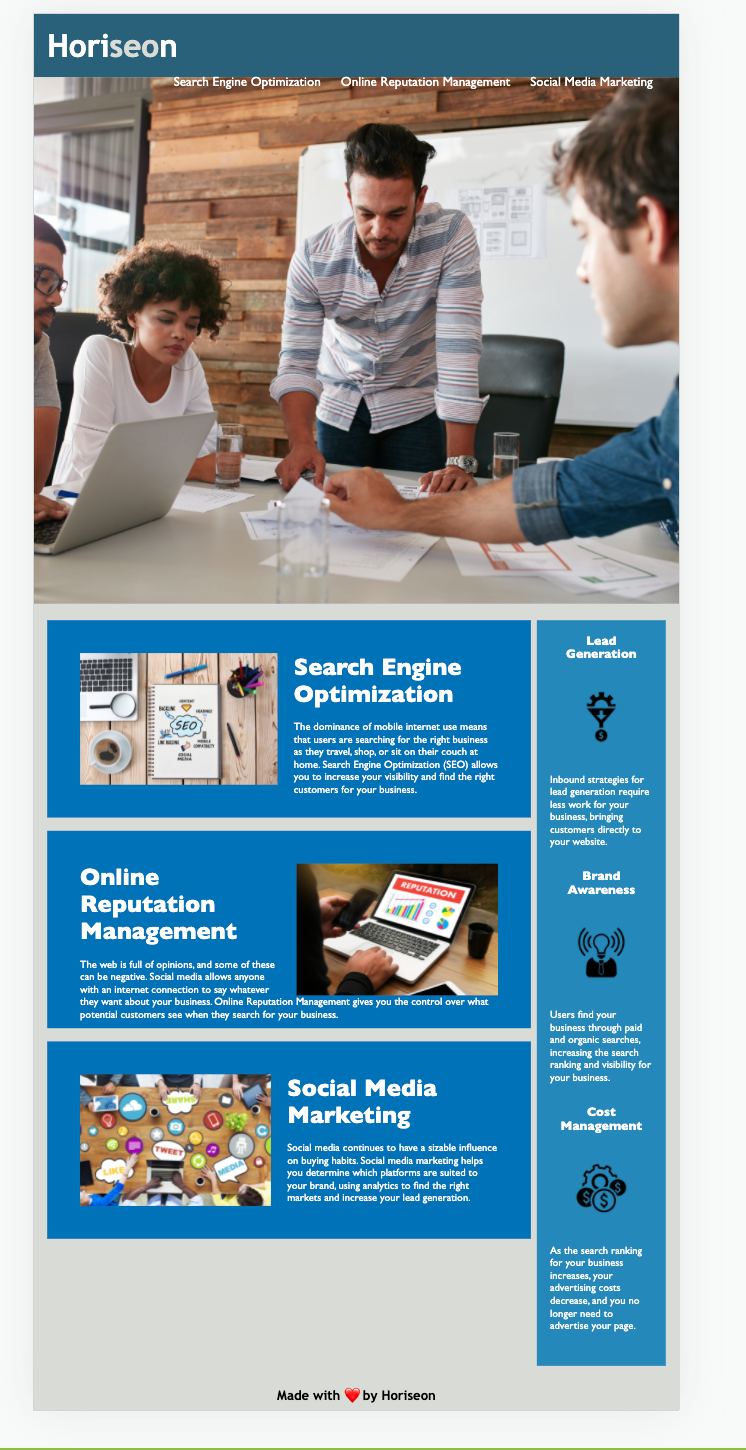 Horiseon
Search Engine Optimization Online Reputation Management Social Media Marketing
Search Engine
Optimization
The dominance of mobile internet use means
that users are searching for the right business
as they travel, shop, or sit on their couch at
home. Search Engine Optimization (SEO) allows
you to increase your visibility and find the right
customers for your business.
SEO
Online
Reputation
Management
The web is full of opinions, and some of these
can be negative. Social media allows anyone
with an internet connection to say whatever
they want about your business. Online Reputation Management gives you the control over what
potential customers see when they search for your business.
REPUTATION
SHARE
TWEET
LIKE
MEDIA
Social Media
Marketing
Social media continues to have a sizable influence
on buying habits. Social media marketing helps
you determine which platforms are suited to
your brand, using analytics to find the right
markets and increase your lead generation.
Lead
Generation
Inbound strategies for
lead generation require
less work for your
business, bringing
customers directly to
your website.
Brand
Awareness
Users find your
business through paid
and organic searches,
increasing the search
ranking and visibility for
your business.
Cost
Management
As the search ranking
for your business
increases, your
advertising costs
decrease, and you no
longer need to
advertise your page.
Made with ❤️ by Horiseon